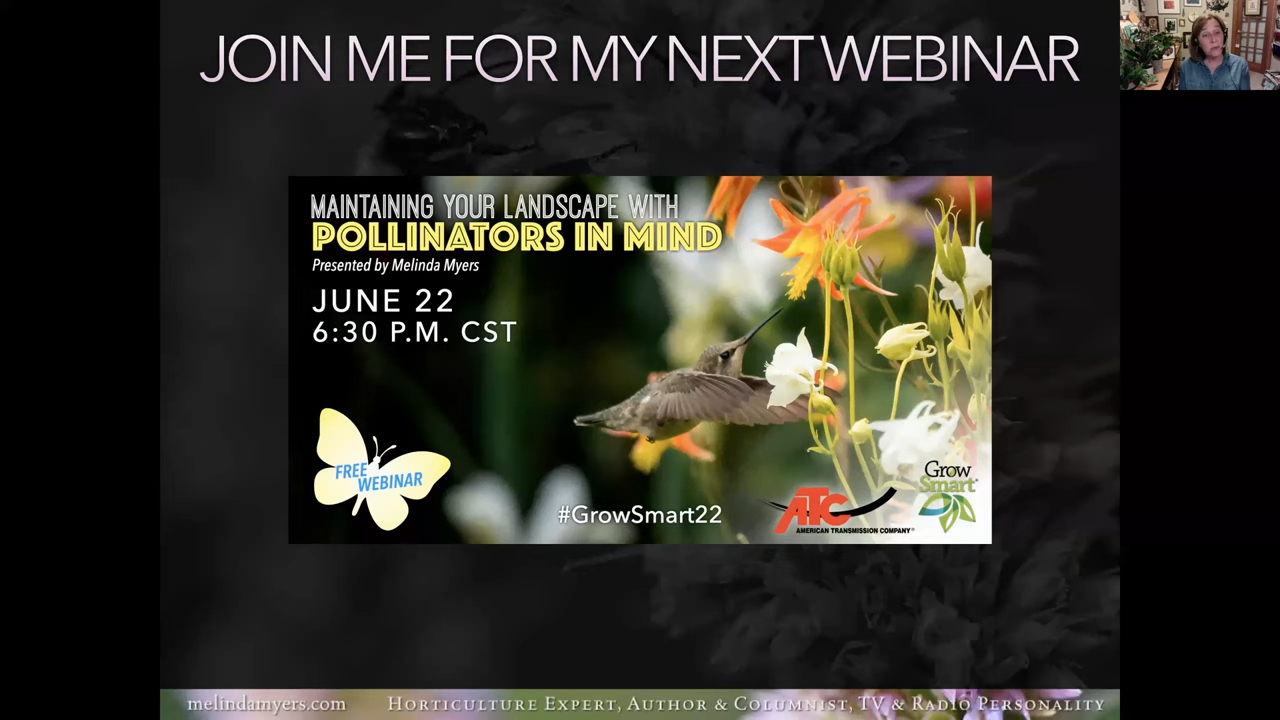 JOIN ME FOR MY NEXT WEBINAR
MAINTAINING YOUR LANDSCAPE WITH
POLLINATORS IN MIND
Presented by Melinda Myers
JUNE 22
6:30 P.M. CST
FREE
WEBINAR
#GrowSmart22
ATC
AMERICAN TRANSMISSION COMPANY®
Grow
Smart
melindamyers.com
HORTICULTURE EXPERT, AUTHOR & COLUMNIST, TV & RADIO PERSONALITY